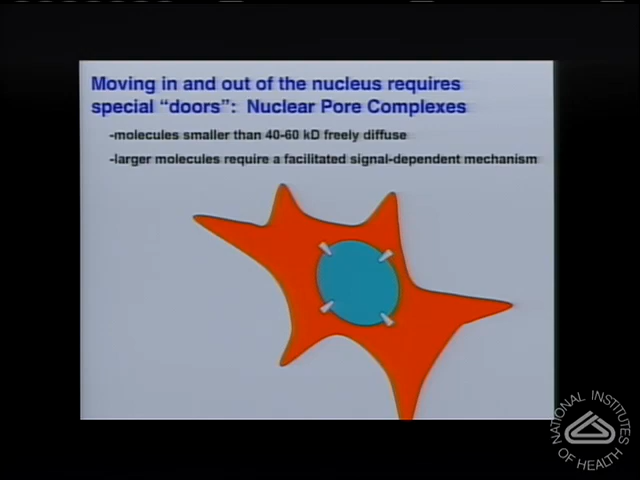 Moving in and out of the nucleus requires
special “doors”: Nuclear Pore Complexes
-molecules smaller than 40-60 kD freely diffuse
-larger molecules require a facilitated signal-dependent mechanism
NATIONAL INSTITUTES
OF HEALTH